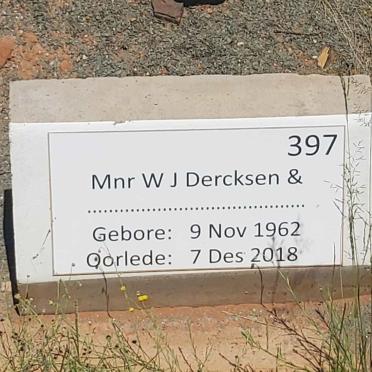 397
Mnr W J Dercksen &
........................................
Gebore: 9 Nov 1962
Oorlede: 7 Des 2018